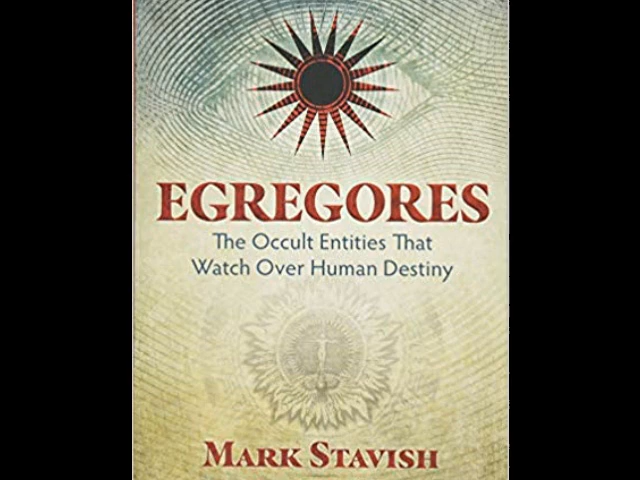 EGREGORES
The Occult Entities That
Watch Over Human Destiny
Mark Stavish